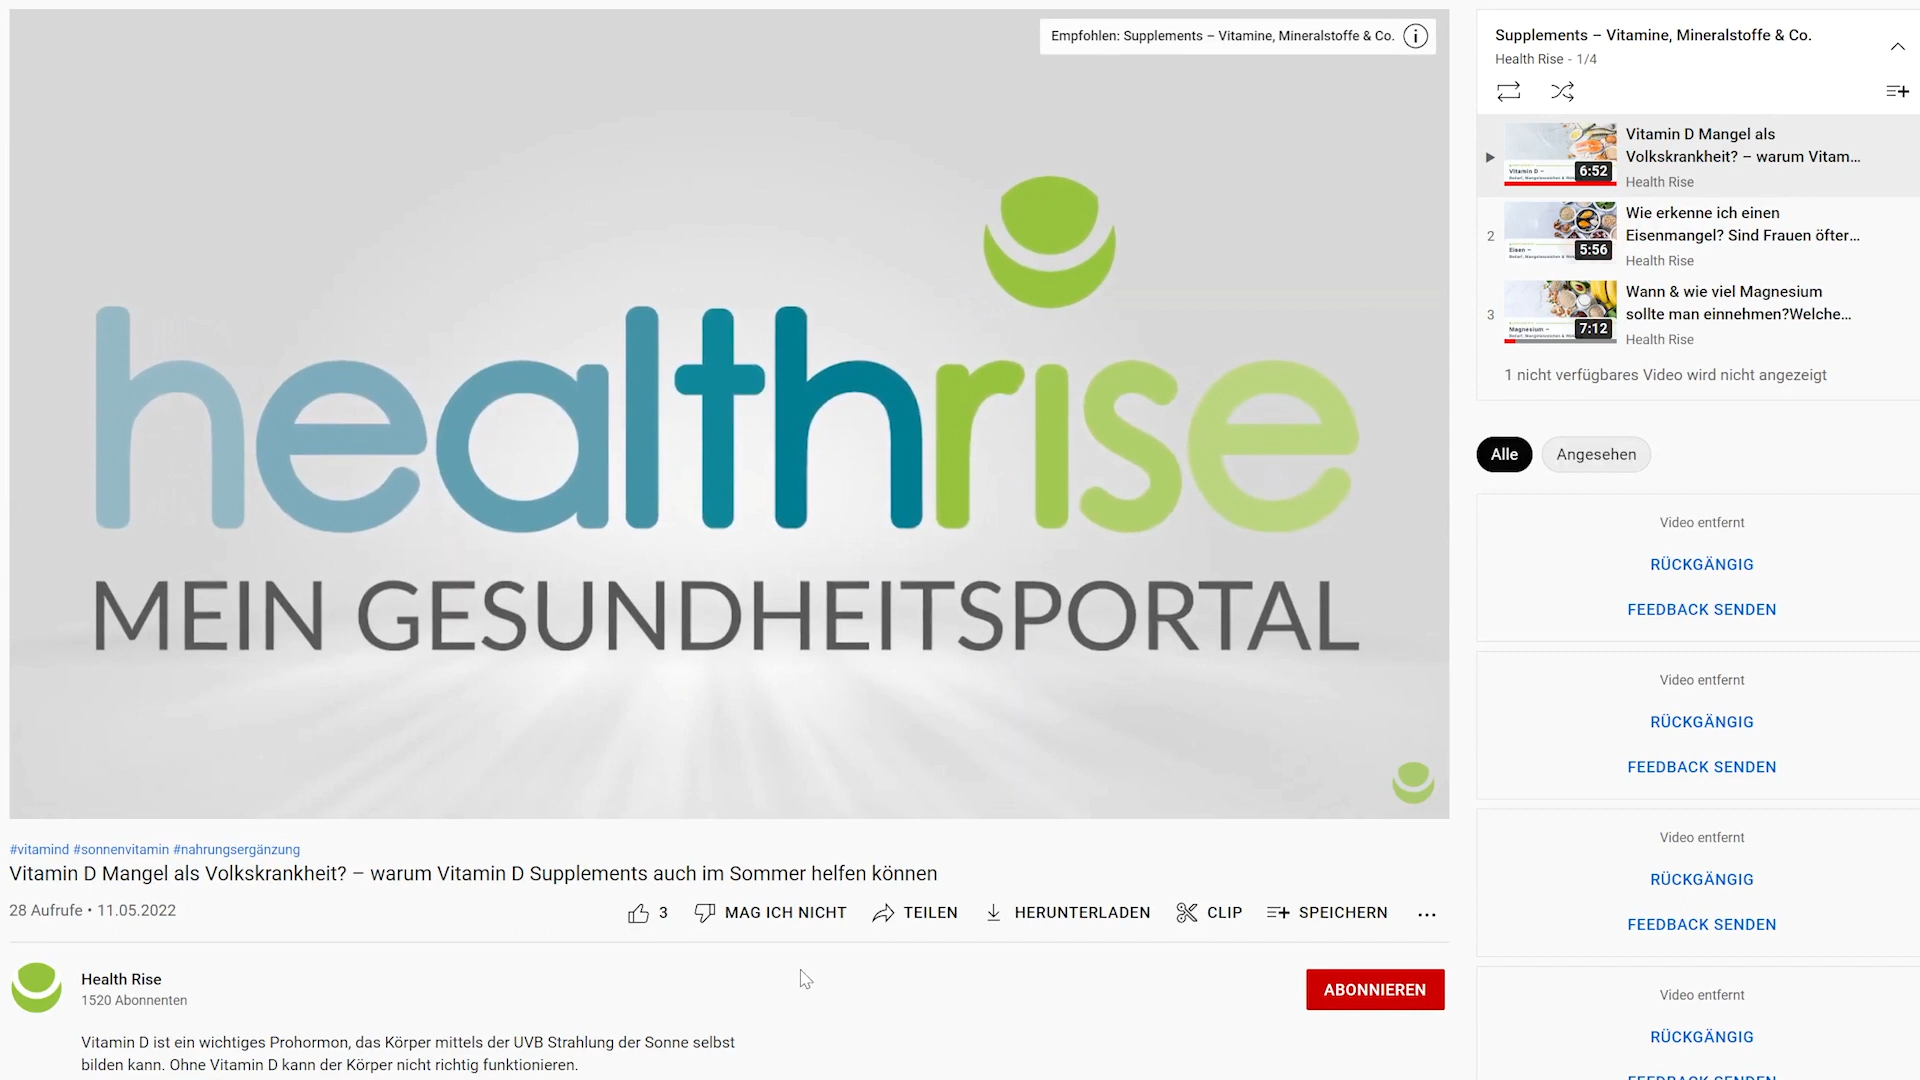 Empfohlen: Supplements – Vitamine, Mineralstoffe & Co.
healthrise
MEIN GESUNDHEITSPORTAL
#vitamind #sonnenvitamin #nahrungsergänzung
Vitamin D Mangel als Volkskrankheit? – warum Vitamin D Supplements auch im Sommer helfen können
28 Aufrufe • 11.05.2022
3 MAG ICH NICHT TEILEN HERUNTERLADEN CLIP SPEICHERN
Health Rise
1520 Abonnenten
ABONNIEREN
Vitamin D ist ein wichtiges Prohormon, das Körper mittels der UVB Strahlung der Sonne selbst
bilden kann. Ohne Vitamin D kann der Körper nicht richtig funktionieren.
Supplements – Vitamine, Mineralstoffe & Co.
Health Rise - 1/4
Vitamin D –
6:52
Vitamin D Mangel als
Volkskrankheit? – warum Vitam...
Health Rise
2
Eisen –
5:56
Wie erkenne ich einen
Eisenmangel? Sind Frauen öfter...
Health Rise
3
Magnesium –
7:12
Wann & wie viel Magnesium
sollte man einnehmen?Welche...
Health Rise
1 nicht verfügbares Video wird nicht angezeigt
Alle
Angesehen
Video entfernt
RÜCKGÄNGIG
FEEDBACK SENDEN
Video entfernt
RÜCKGÄNGIG
FEEDBACK SENDEN
Video entfernt
RÜCKGÄNGIG
FEEDBACK SENDEN
Video entfernt
RÜCKGÄNGIG
FEEDBACK SENDEN